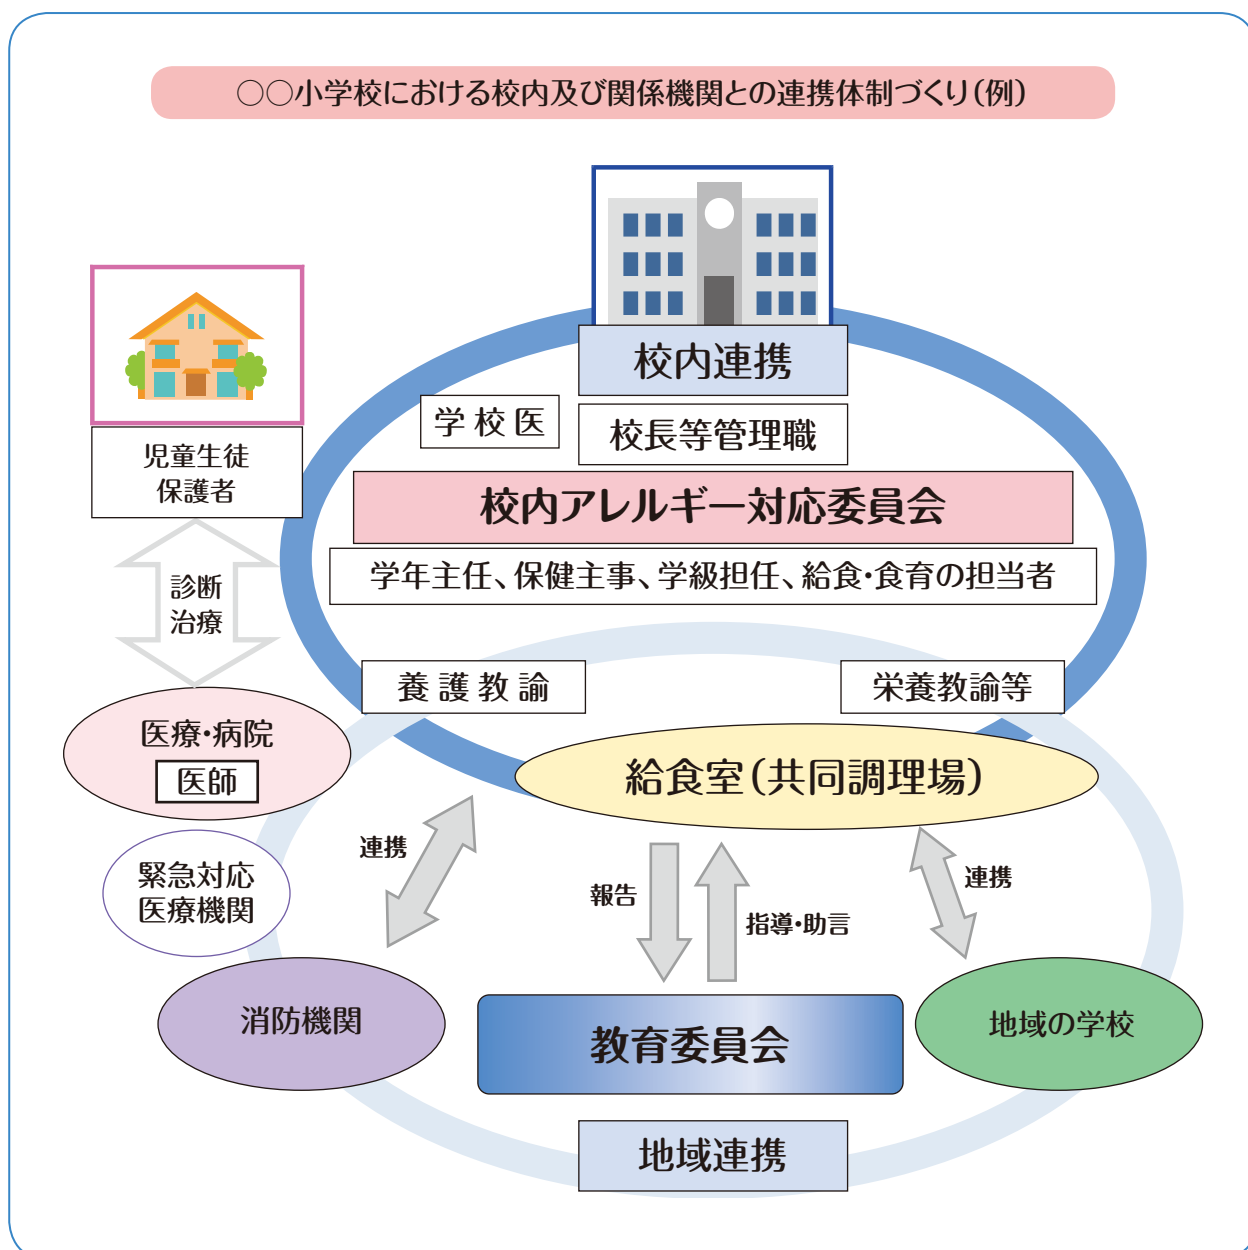 ○○小学校における校内及び関係機関との連携体制づくり（例）
校内連携
学校医
校長等管理職
児童生徒
保護者
校内アレルギー対応委員会
学年主任、保健主事、学級担任、給食・食育の担当者
診断
治療
養護教諭
栄養教諭等
医療・病院
医師
給食室（共同調理場）
緊急対応
医療機関
連携
報告
指導・助言
連携
消防機関
教育委員会
地域の学校
地域連携